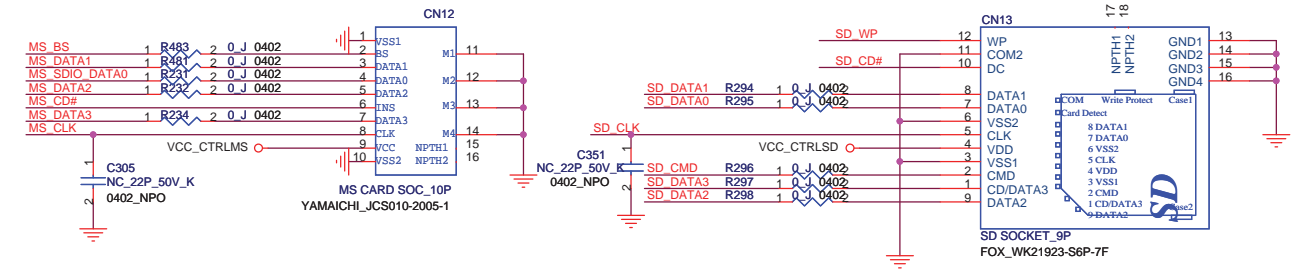 CN12
MS_BS 1 R483 2 0_J 0402
MS_DATA1 1 R481 2 0_J 0402
MS_SDIO_DATA0 1 R231 2 0_J 0402
MS_DATA2 1 R232 2 0_J 0402
MS_CD#
MS_DATA3 1 R234 2 0_J 0402
MS_CLK
VCC_CTRLMS
1 VSS1
2 BS
3 DATA1
4 DATA0
5 DATA2
6 INS
7 DATA3
8 CLK
9 VCC
10 VSS2
M1 11
M2 12
M3 13
M4 14
NPTH1 15
NPTH2 16
1
C305
NC_22P_50V_K
0402_NPO
2
MS CARD SOC_10P
YAMAICHI_JCS010-2005-1
CN13
17
18
NPTH1
NPTH2
SD_WP
SD_CD#
SD_DATA1 R294 1 0_J 0402 2
SD_DATA0 R295 1 0_J 0402 2
SD_CLK
VCC_CTRLSD
1
C351
NC_22P_50V_K
0402_NPO
2
SD_CMD R296 1 0_J 0402 2
SD_DATA3 R297 1 0_J 0402 2
SD_DATA2 R298 1 0_J 0402 2
12 WP
11 COM2
10 DC
8 DATA1
7 DATA0
6 VSS2
5 CLK
4 VDD
3 VSS1
2 CMD
1 CD/DATA3
9 DATA2
GND1 13
GND2 14
GND3 15
GND4 16
COM Write Protect Case1
Card Detect
8 DATA1
7 DATA0
6 VSS2
5 CLK
4 VDD
3 VSS1
2 CMD
1 CD/DATA3
9 DATA2
SD
Case2
SD SOCKET_9P
FOX_WK21923-S6P-7F